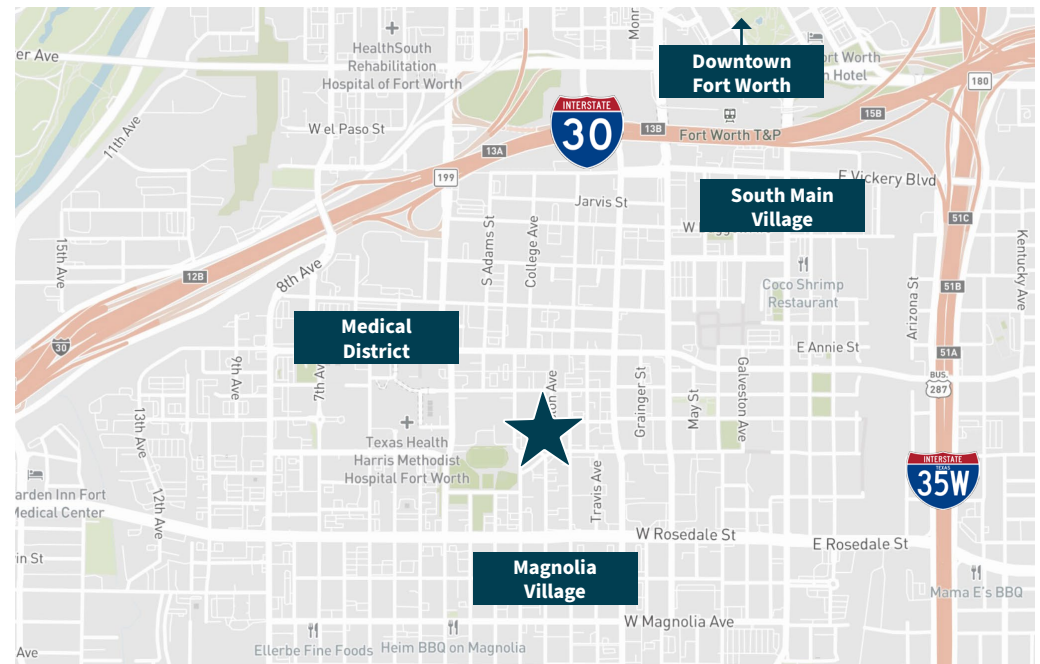 Downtown
Fort Worth
Monr
HealthSouth
Rehabilitation
Hospital of Fort Worth
er Ave
ort Worth
n Hotel
180
INTERSTATE
30
15B
13B
Fort Worth T&P
11th Ave
W el Paso St
13A
199
E Vickery Blvd
South Main
Village
Jarvis St
W
51C
15th Ave
S Adams St
College Ave
Kentucky Ave
12B
8th Ave
Coco Shrimp
Restaurant
51B
Arizona St
Medical
District
30
E Annie St
51A
9th Ave
7th Av
BUS.
287
on Ave
Grainger St
May St
Galveston Ave
13th Ave
Texas Health
Harris Methodist
Hospital Fort Worth
INTERSTATE
TEXAS
35W
Travis Ave
arden Inn Fort
Medical Center
12th Ave
W Rosedale St
E Rosedale St
in St
Magnolia
Village
Mama E's BBQ
W Magnolia Ave
Ellerbe Fine Foods
Heim BBQ on Magnolia
Ave